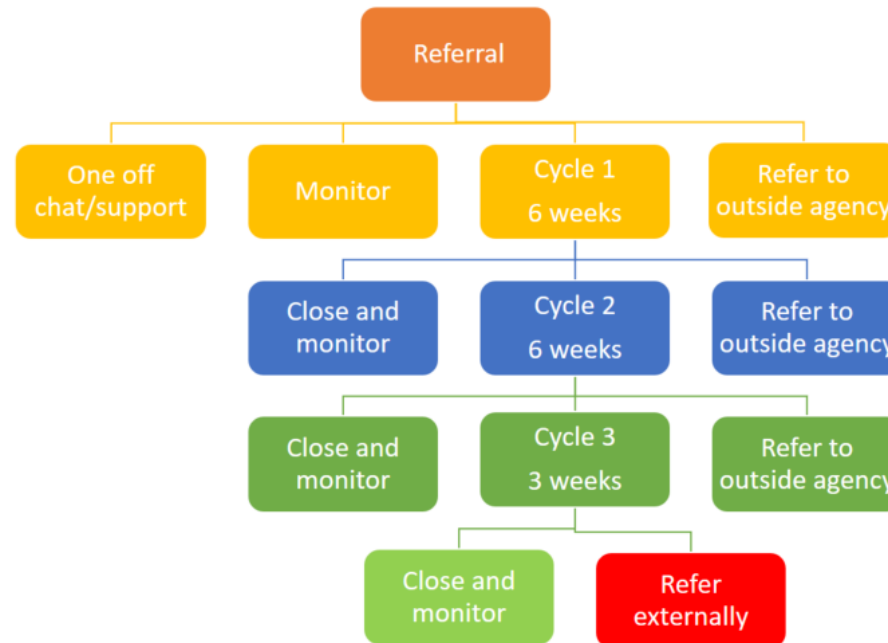 Referral
One off
chat/support
Monitor
Cycle 1
6 weeks
Refer to
outside agency
Close and
monitor
Cycle 2
6 weeks
Refer to
outside agency
Close and
monitor
Cycle 3
3 weeks
Refer to
outside agency
Close and
monitor
Refer
externally